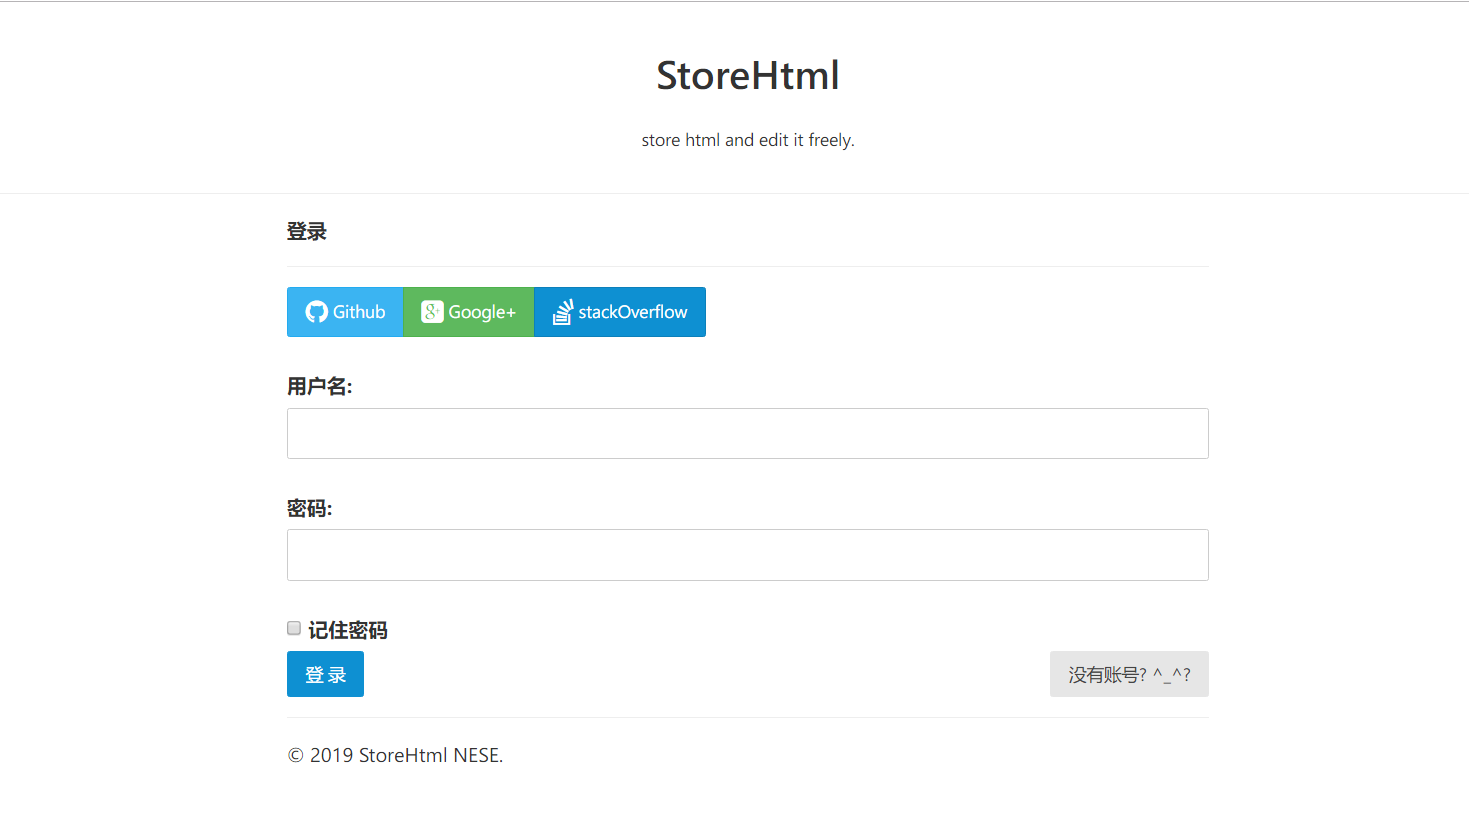 StoreHtml
store html and edit it freely.
登录
Github Google+ stackOverflow
用户名:
密码:
记住密码
登 录 没有账号? ^_^?
© 2019 StoreHtml NESE.